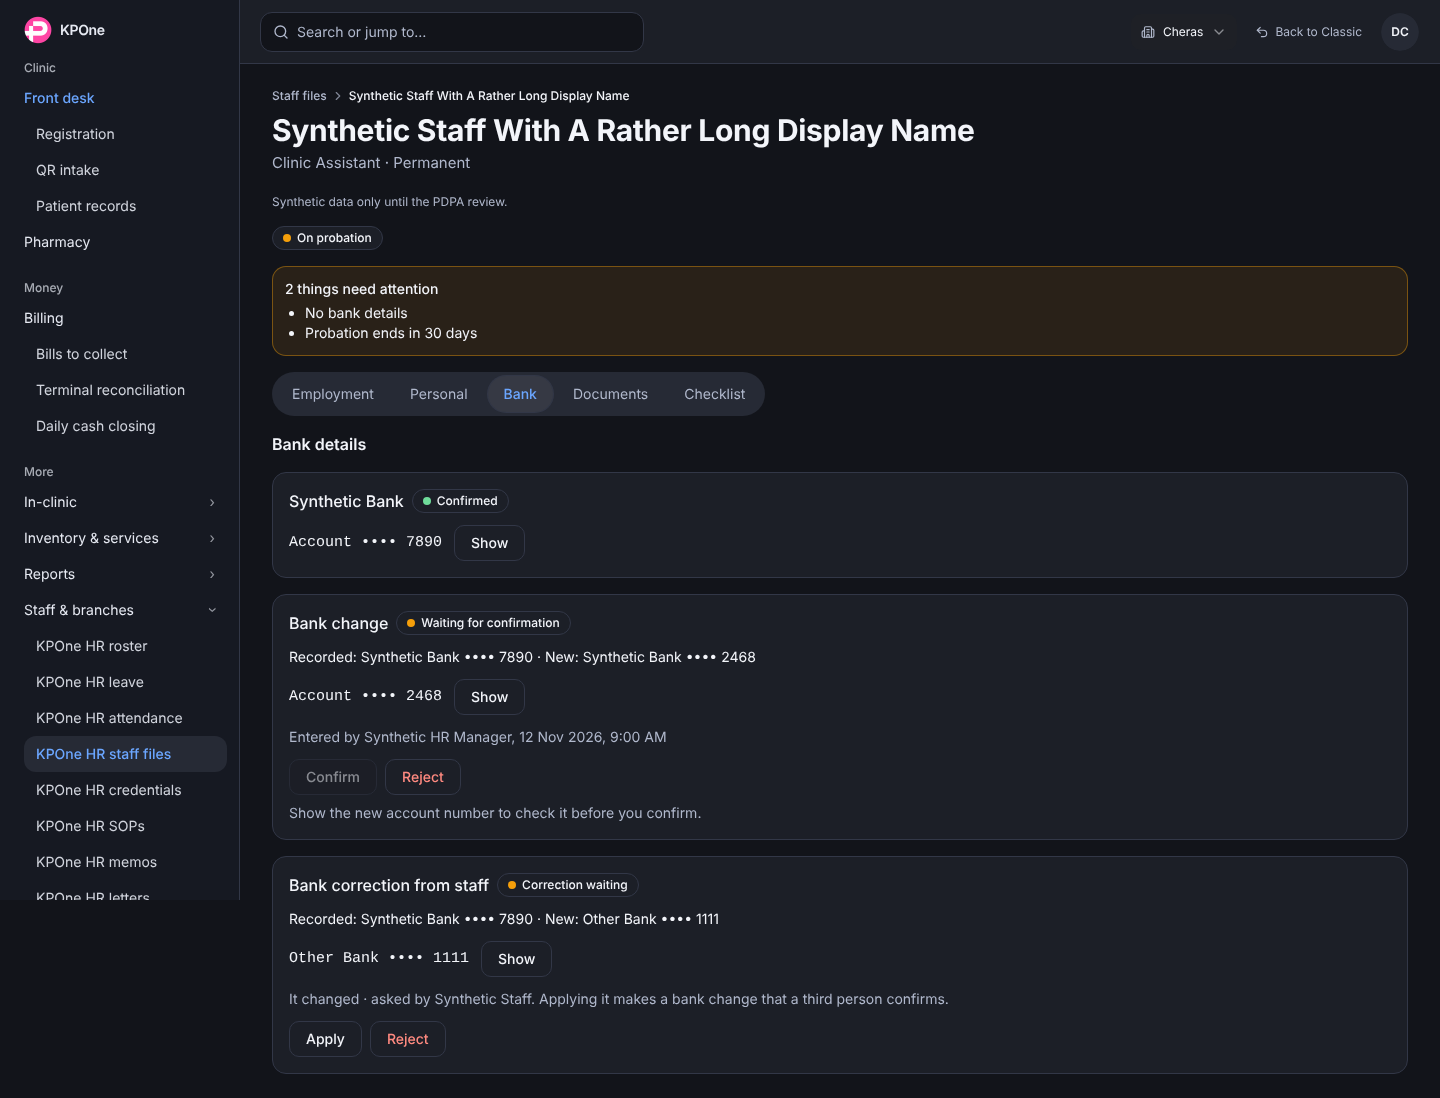 KPOne
Clinic
Front desk
Registration
QR intake
Patient records
Pharmacy
Money
Billing
Bills to collect
Terminal reconciliation
Daily cash closing
More
In-clinic
Inventory & services
Reports
Staff & branches
KPOne HR roster
KPOne HR leave
KPOne HR attendance
KPOne HR staff files
KPOne HR credentials
KPOne HR SOPs
KPOne HR memos
KPOne HR letters
Search or jump to...
Cheras
Back to Classic
DC
Staff files > Synthetic Staff With A Rather Long Display Name
Synthetic Staff With A Rather Long Display Name
Clinic Assistant · Permanent
Synthetic data only until the PDPA review.
On probation
2 things need attention
• No bank details
• Probation ends in 30 days
Employment Personal Bank Documents Checklist
Bank details
Synthetic Bank Confirmed
Account •••• 7890 Show
Bank change Waiting for confirmation
Recorded: Synthetic Bank •••• 7890 · New: Synthetic Bank •••• 2468
Account •••• 2468 Show
Entered by Synthetic HR Manager, 12 Nov 2026, 9:00 AM
Confirm Reject
Show the new account number to check it before you confirm.
Bank correction from staff Correction waiting
Recorded: Synthetic Bank •••• 7890 · New: Other Bank •••• 1111
Other Bank •••• 1111 Show
It changed · asked by Synthetic Staff. Applying it makes a bank change that a third person confirms.
Apply Reject